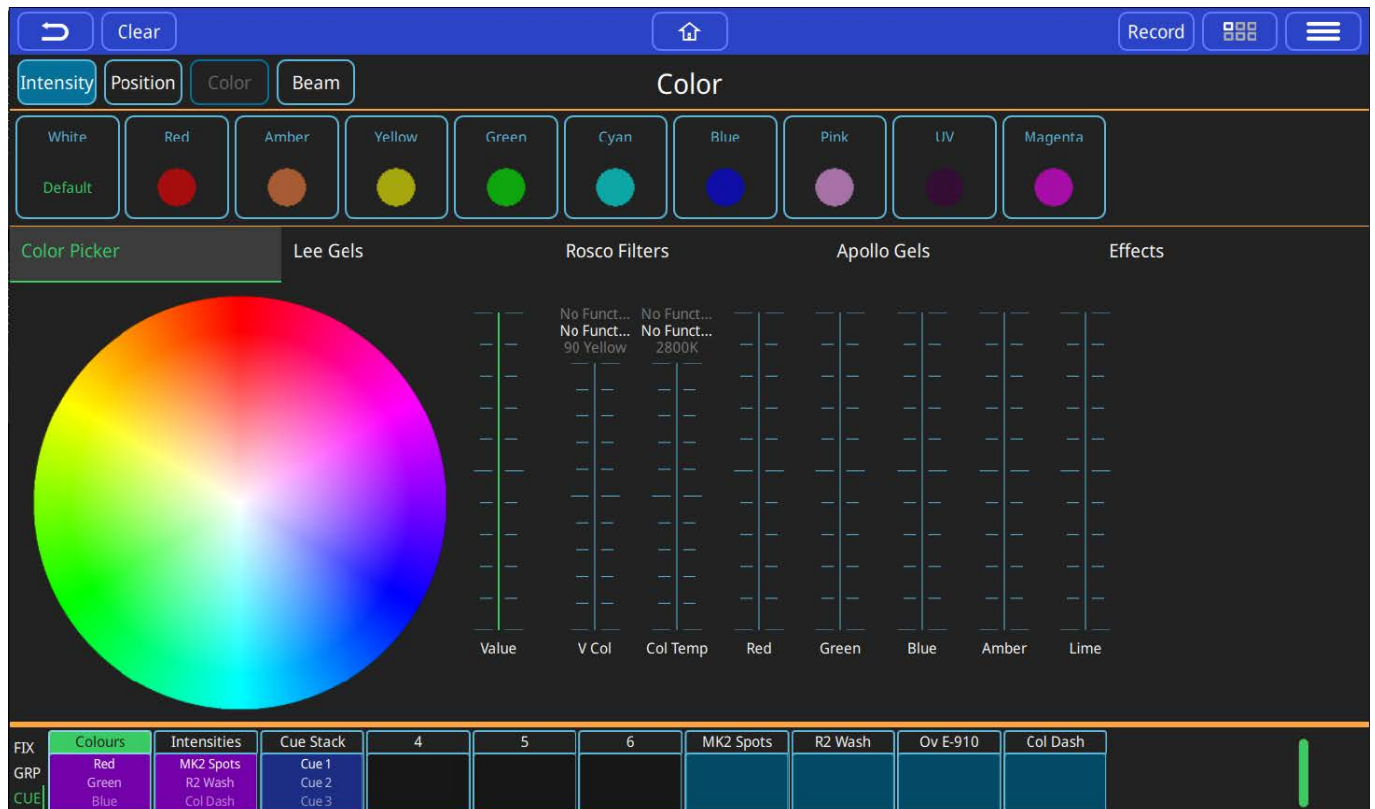 Clear
Record
Intensity Position Color Beam
Color
White Red Amber Yellow Green Cyan Blue Pink UV Magenta
Default
Color Picker Lee Gels Rosco Filters Apollo Gels Effects
No Funct... No Funct...
No Funct... No Funct...
90 Yellow 2800K
Value V Col Col Temp Red Green Blue Amber Lime
FIX Colours Intensities Cue Stack 4 5 6 MK2 Spots R2 Wash Ov E-910 Col Dash
Red MK2 Spots Cue 1
GRP Green R2 Wash Cue 2
CUE Blue Col Dash Cue 3